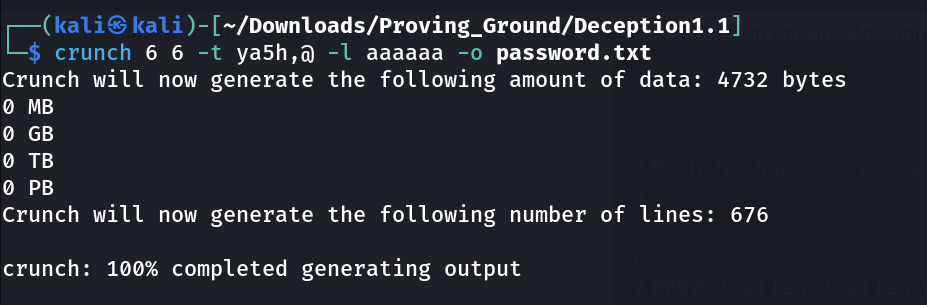 ┌──(kali㉿kali)-[~/Downloads/Proving_Ground/Deception1.1]
└─$ crunch 6 6 -t ya5h,@ -l aaaaaa -o password.txt
Crunch will now generate the following amount of data: 4732 bytes
0 MB
0 GB
0 TB
0 PB
Crunch will now generate the following number of lines: 676

crunch: 100% completed generating output